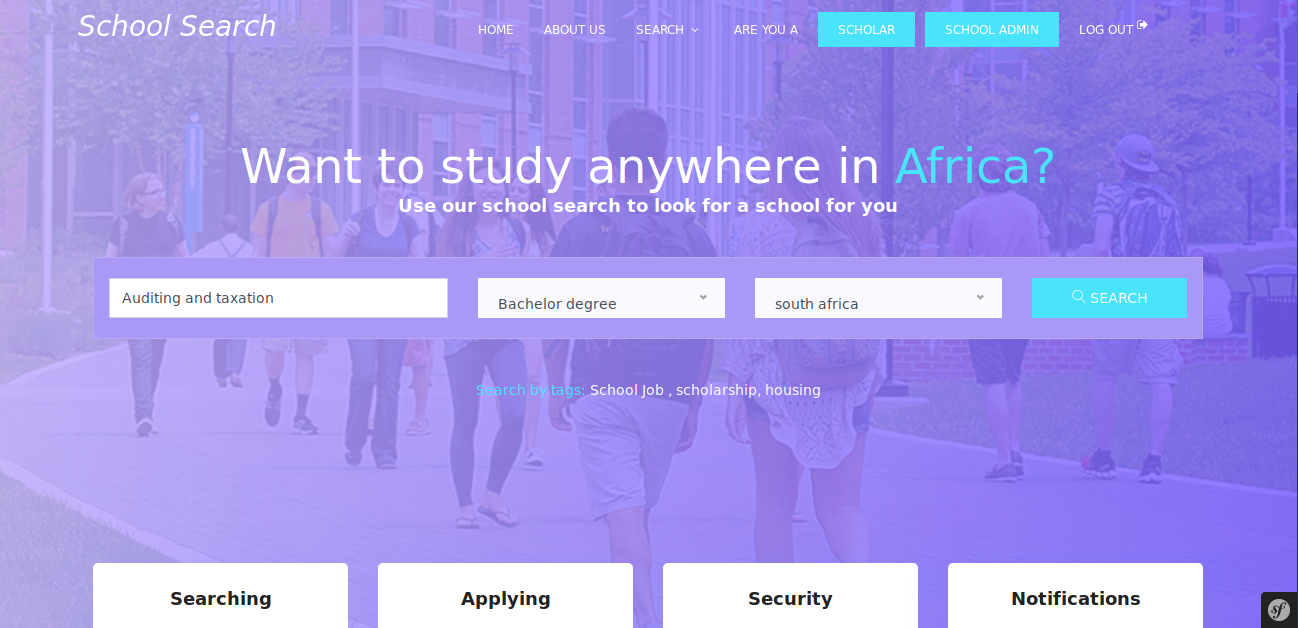 School Search
HOME ABOUT US SEARCH ARE YOU A SCHOLAR SCHOOL ADMIN LOG OUT
Want to study anywhere in Africa?
Use our school search to look for a school for you
Auditing and taxation Bachelor degree south africa SEARCH
Search by tags: School Job , scholarship, housing
Searching Applying Security Notifications
sf